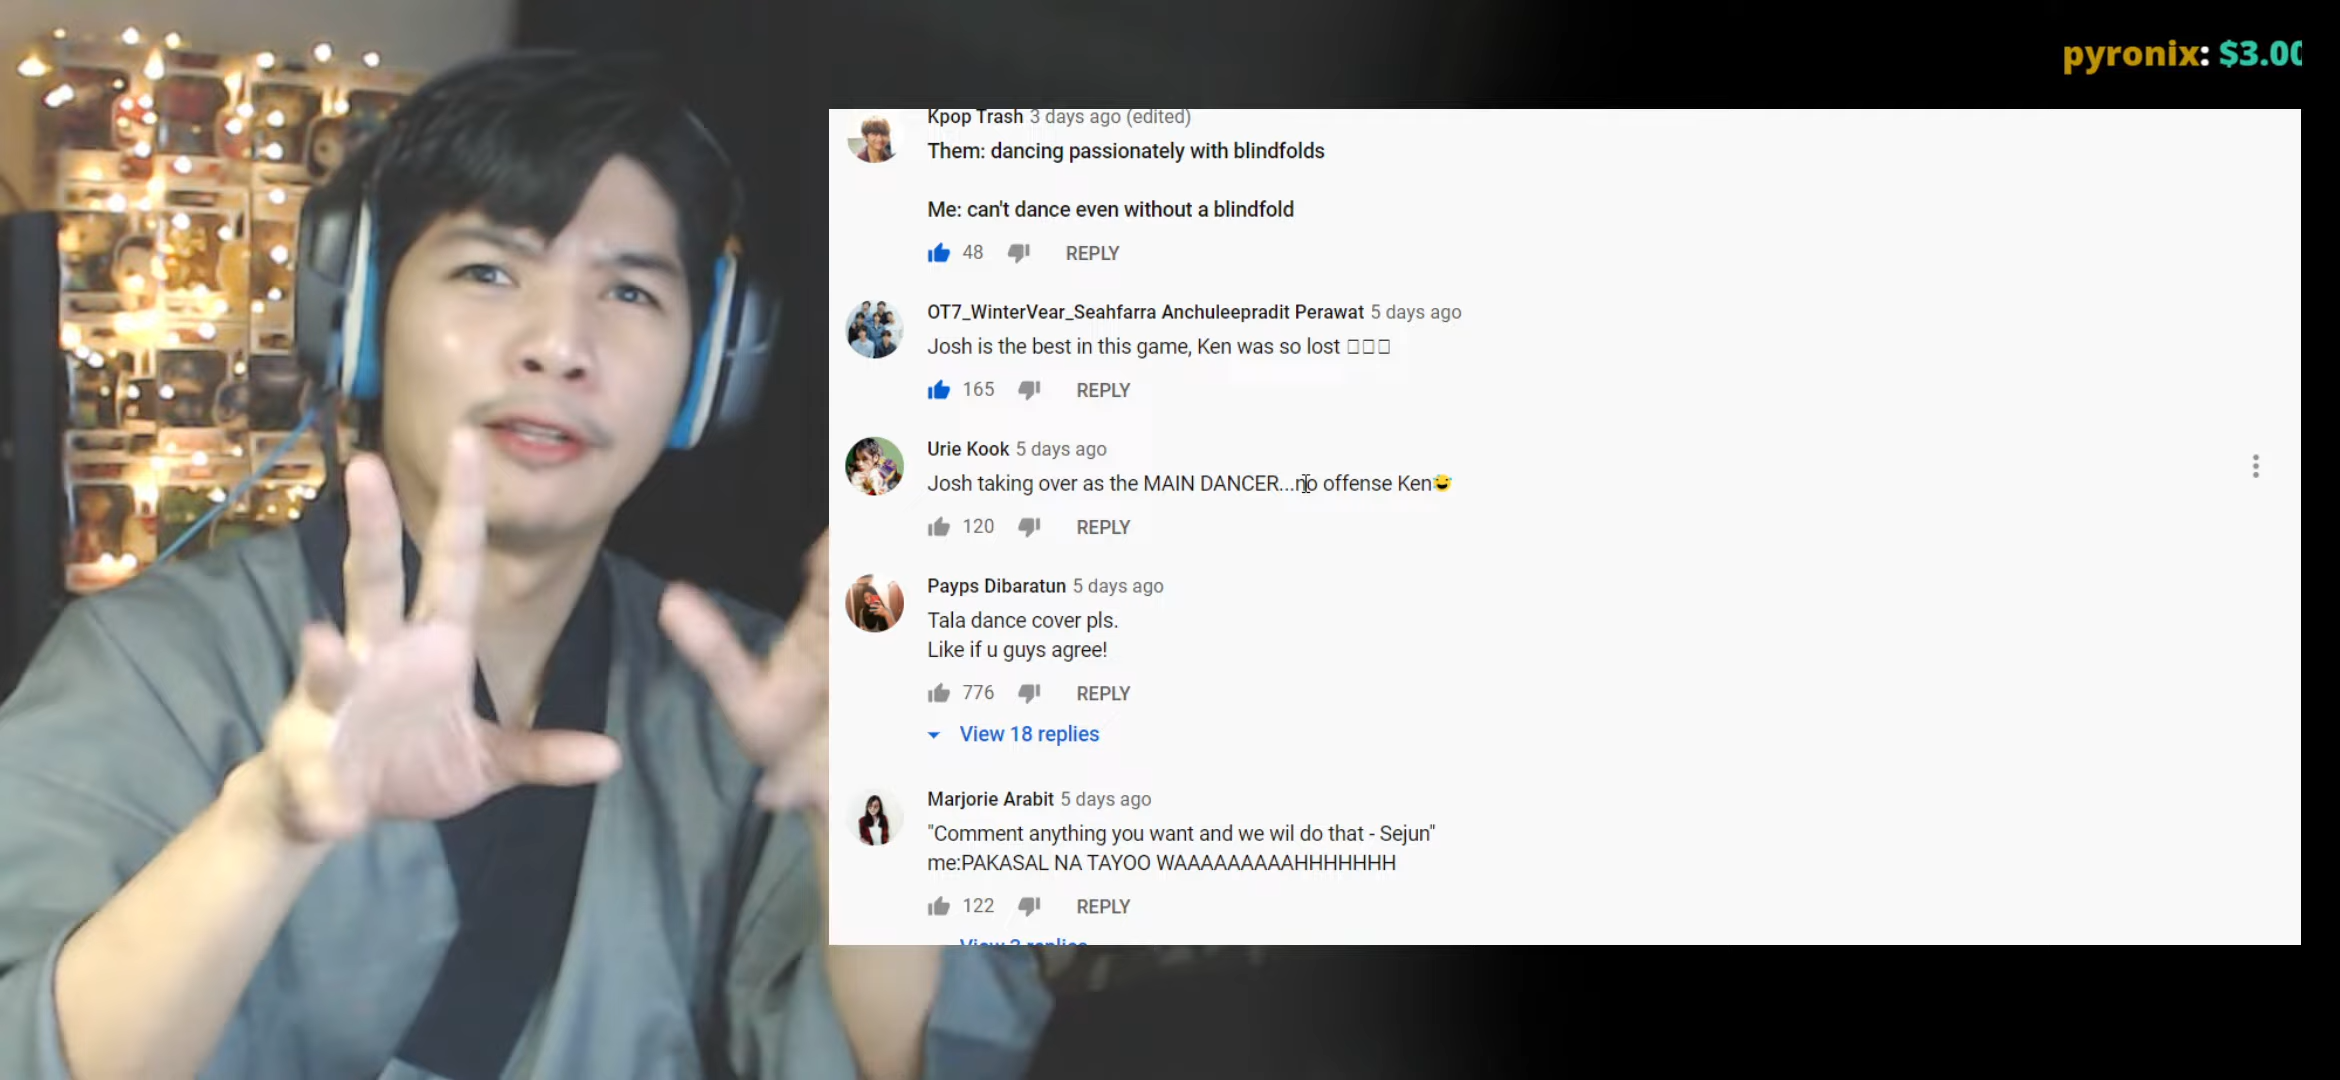 pyronix: $3.00
Kpop Trash 3 days ago (edited)
Them: dancing passionately with blindfolds
Me: can't dance even without a blindfold
48 REPLY
OT7_WinterVear_Seahfarra Anchuleepradit Perawat 5 days ago
Josh is the best in this game, Ken was so lost □□□
165 REPLY
Urie Kook 5 days ago
Josh taking over as the MAIN DANCER...no offense Ken😅
120 REPLY
Payps Dibaratun 5 days ago
Tala dance cover pls.
Like if u guys agree!
776 REPLY
View 18 replies
Marjorie Arabit 5 days ago
"Comment anything you want and we wil do that - Sejun"
me:PAKASAL NA TAYOO WAAAAAAAAAHHHHHHH
122 REPLY
View 3 replies